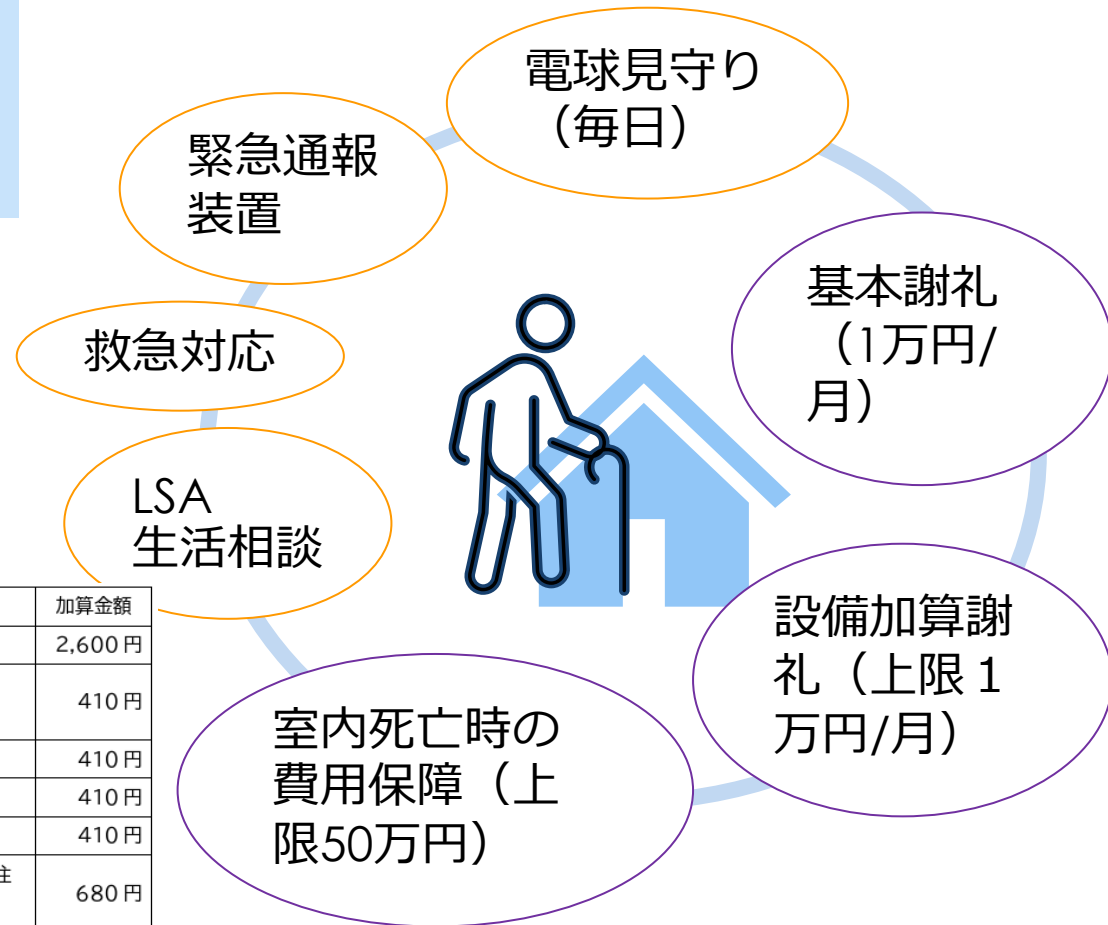 電球見守り
（毎日）
緊急通報
装置
基本謝礼
（1万円/
月）
救急対応
LSA
生活相談
設備加算謝
礼（上限１
万円/月）
室内死亡時の
費用保障（上
限50万円）
加算金額
2,600円
410円
410円
410円
410円
住
680円